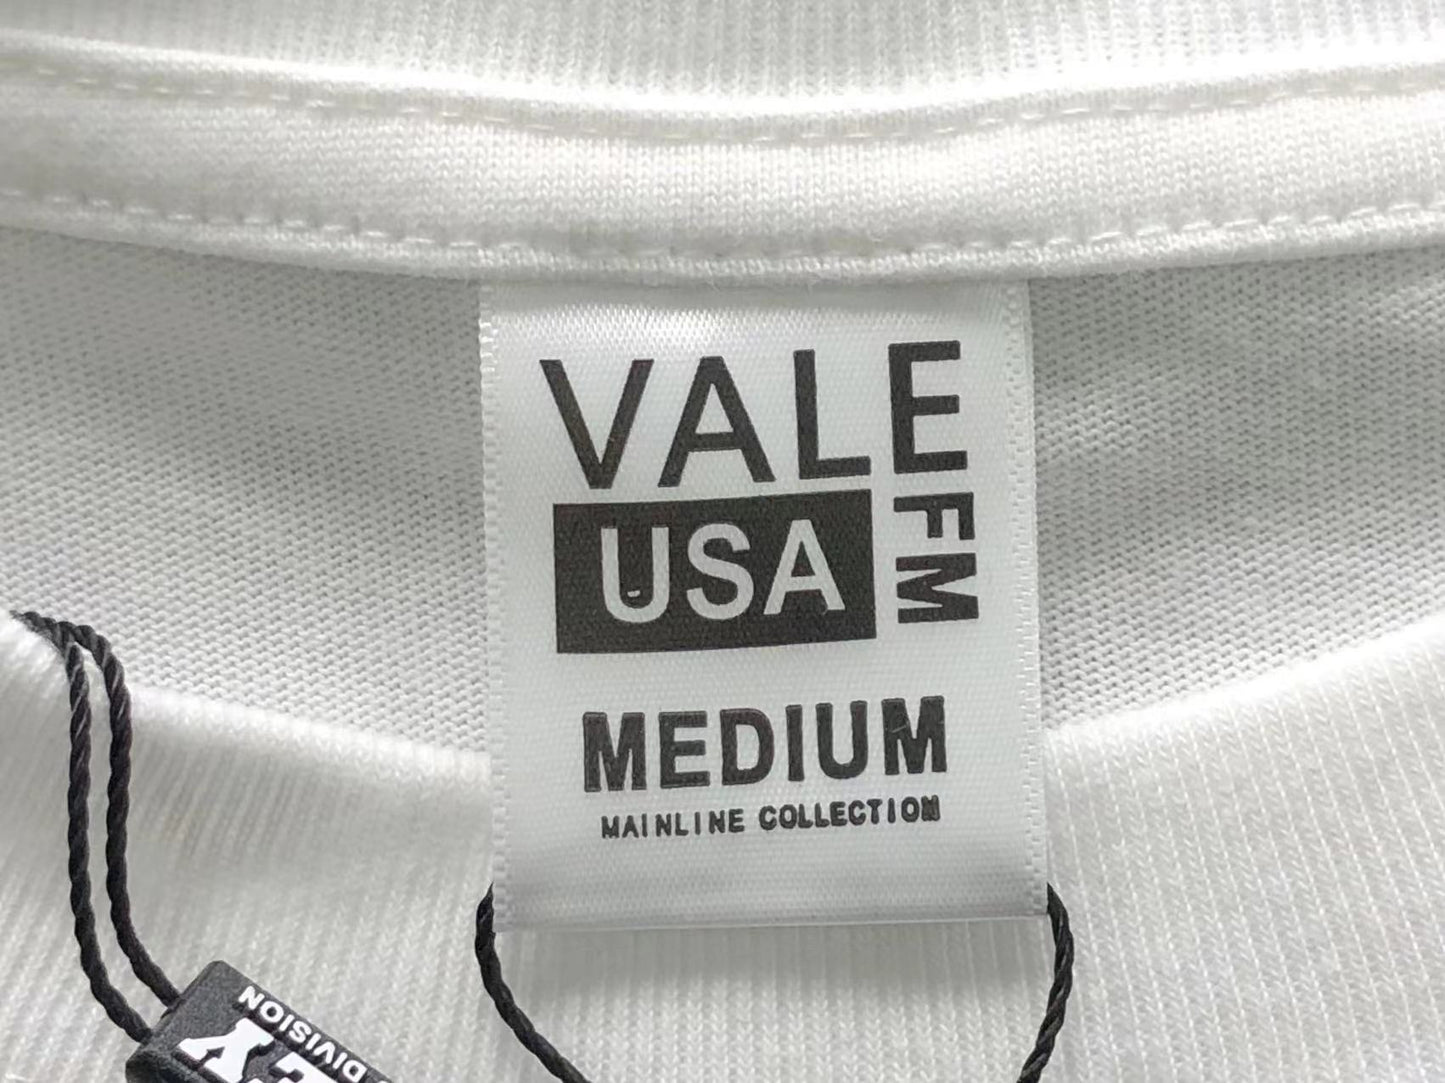 VALE
FM
USA
MEDIUM
MAINLINE COLLECTION
DIVISION